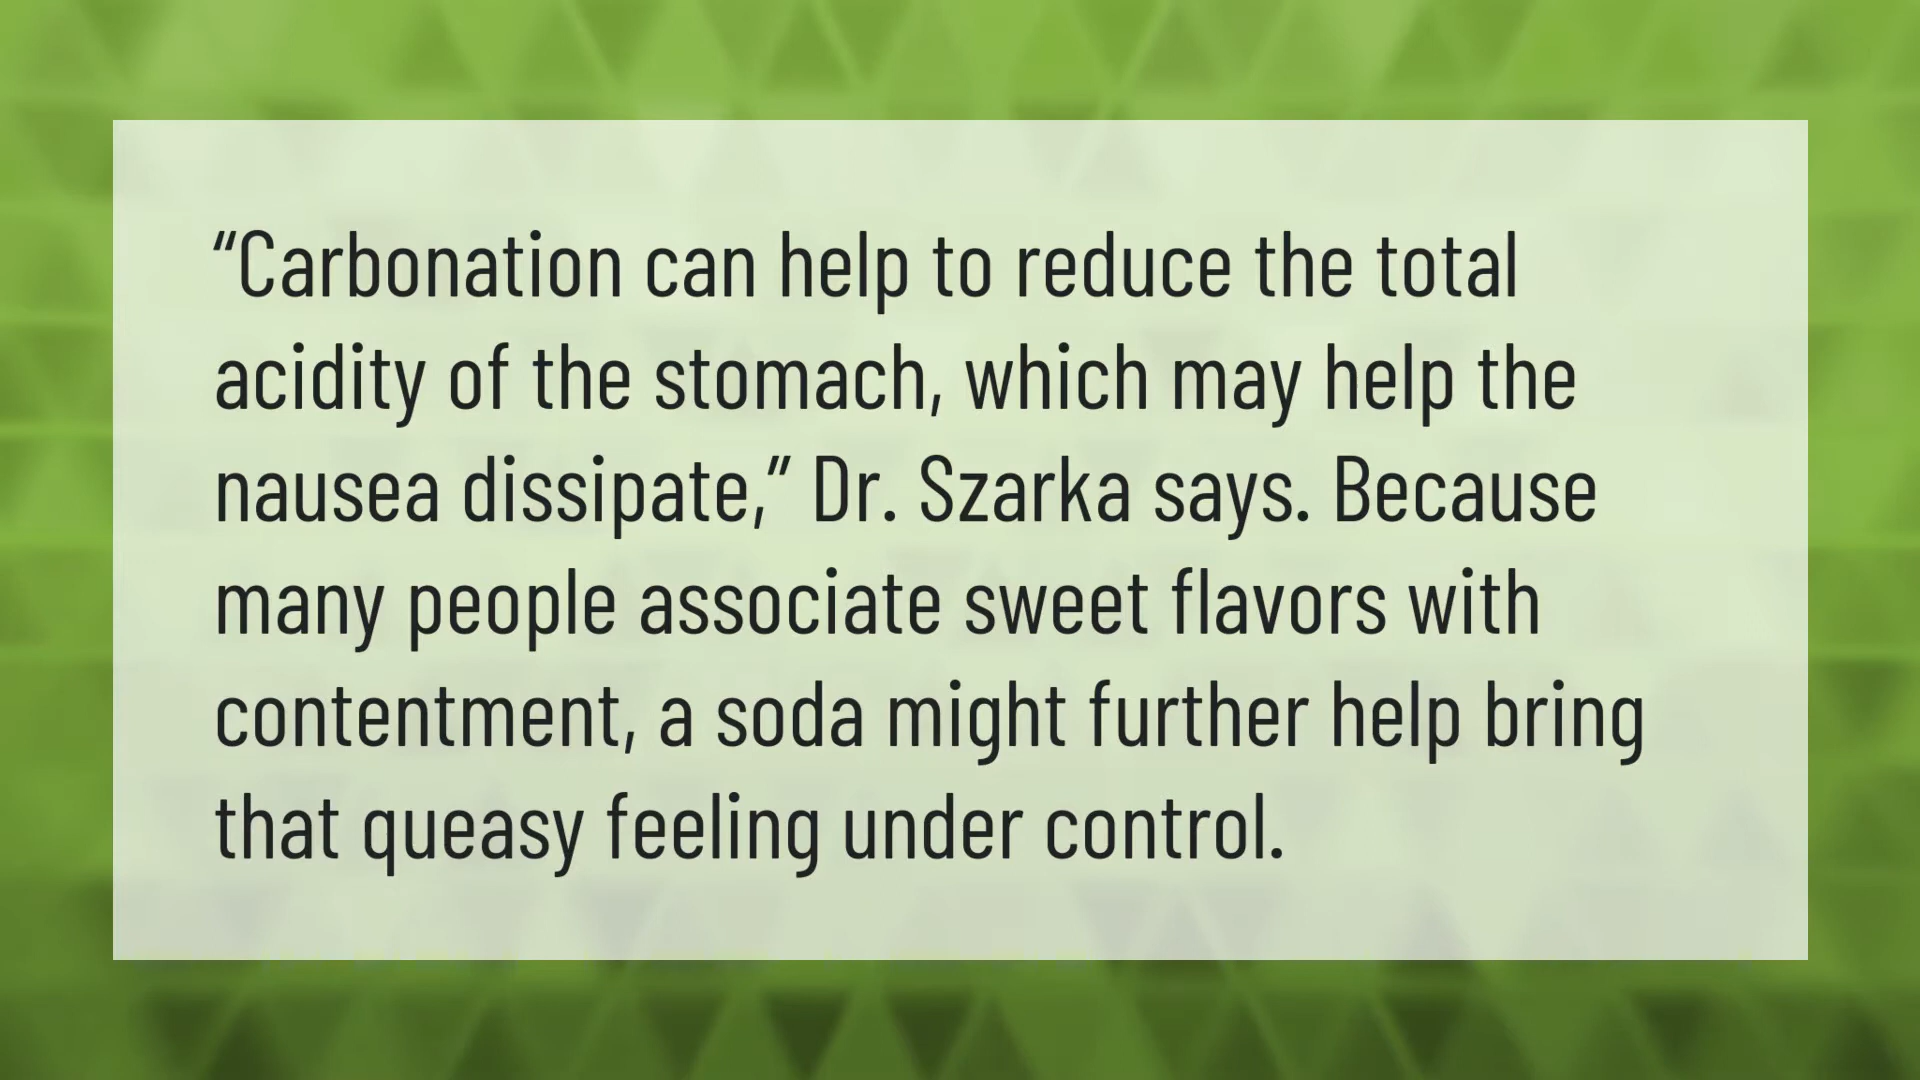 “Carbonation can help to reduce the total
acidity of the stomach, which may help the
nausea dissipate,” Dr. Szarka says. Because
many people associate sweet flavors with
contentment, a soda might further help bring
that queasy feeling under control.